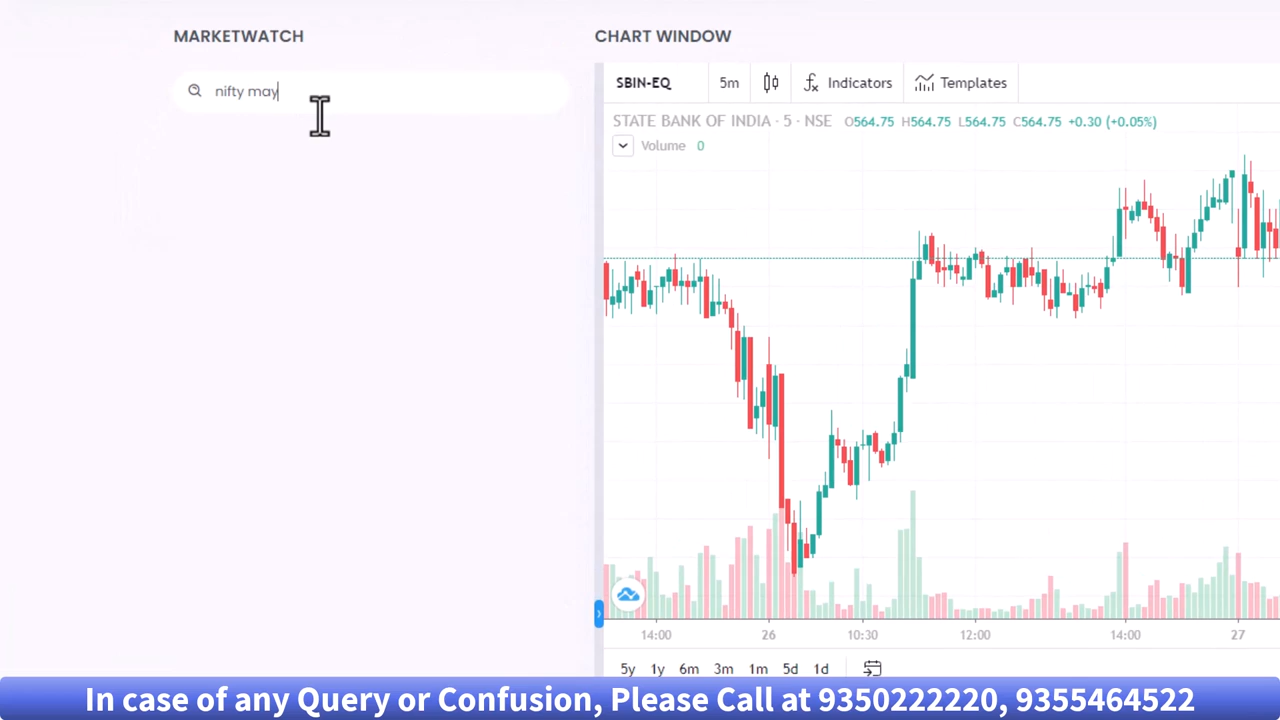 MARKETWATCH
nifty may
CHART WINDOW
SBIN-EQ 5m Indicators Templates
STATE BANK OF INDIA · 5 · NSE O564.75 H564.75 L564.75 C564.75 +0.30 (+0.05%)
Volume 0
14:00 26 10:30 12:00 14:00 27
5y 1y 6m 3m 1m 5d 1d
In case of any Query or Confusion, Please Call at 9350222220, 9355464522